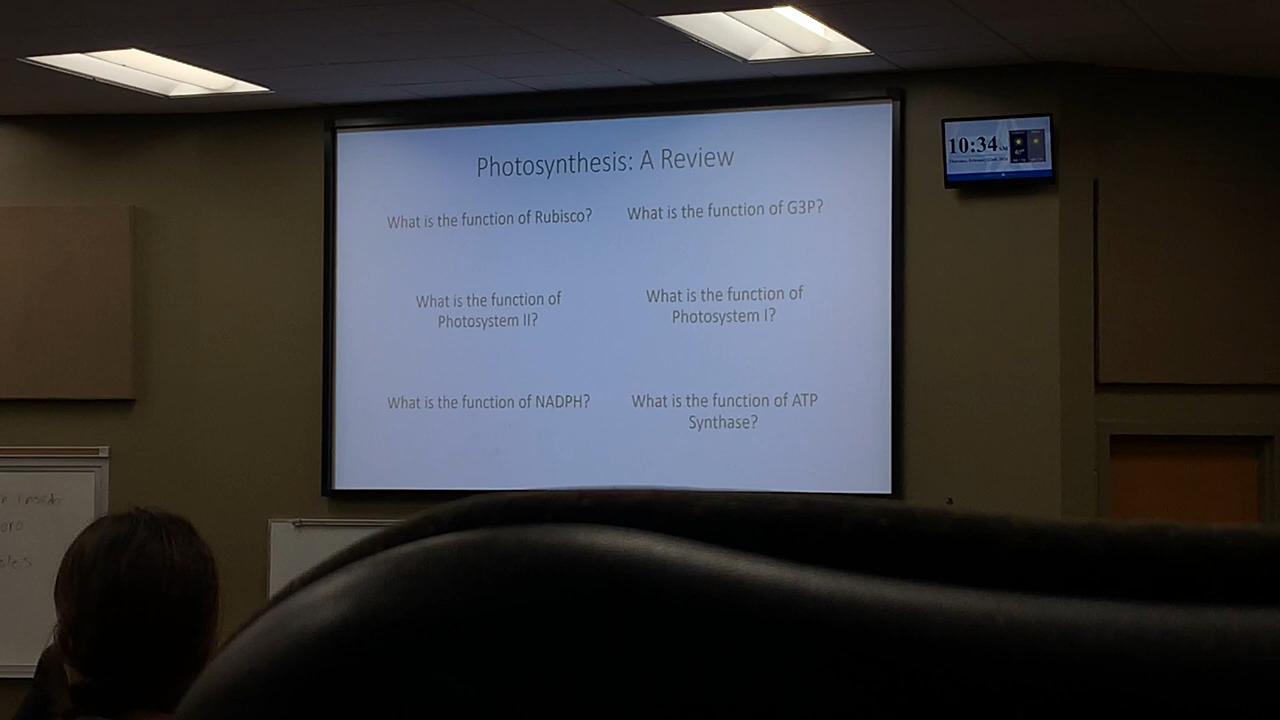 Photosynthesis: A Review
What is the function of Rubisco?
What is the function of G3P?
What is the function of
Photosystem II?
What is the function of
Photosystem I?
What is the function of NADPH?
What is the function of ATP
Synthase?
10:34 AM